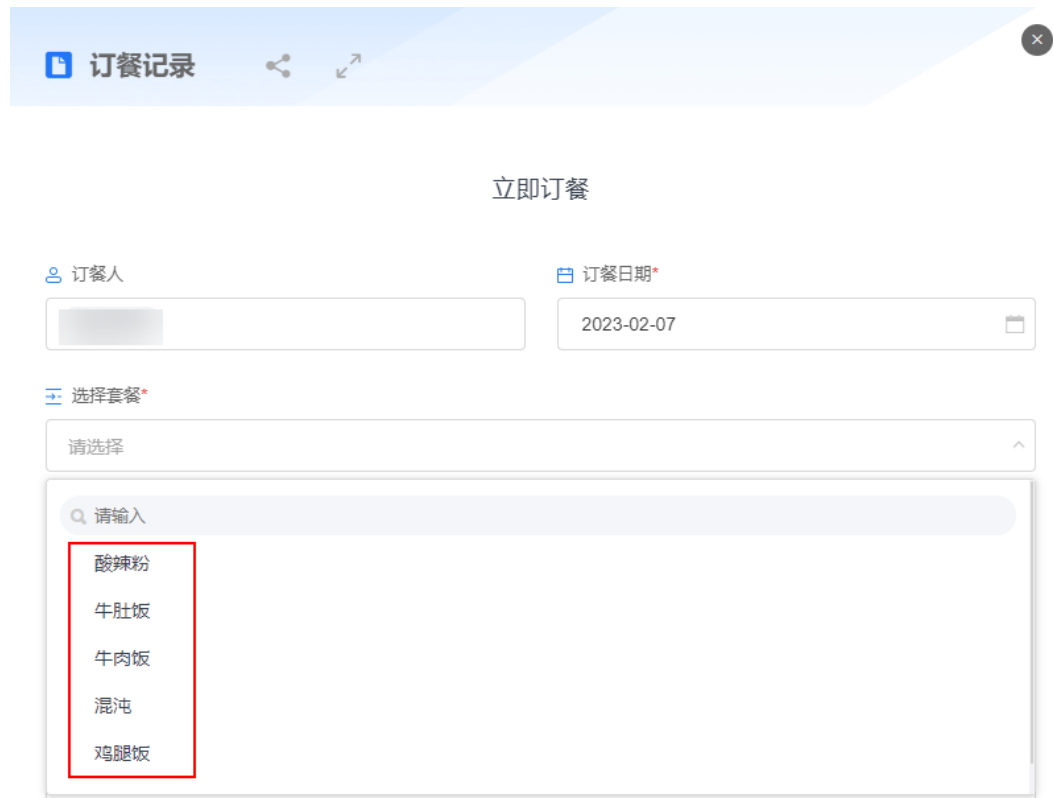 订餐记录
立即订餐
订餐人
订餐日期*
2023-02-07
选择套餐*
请选择
请输入
酸辣粉
牛肚饭
牛肉饭
混沌
鸡腿饭